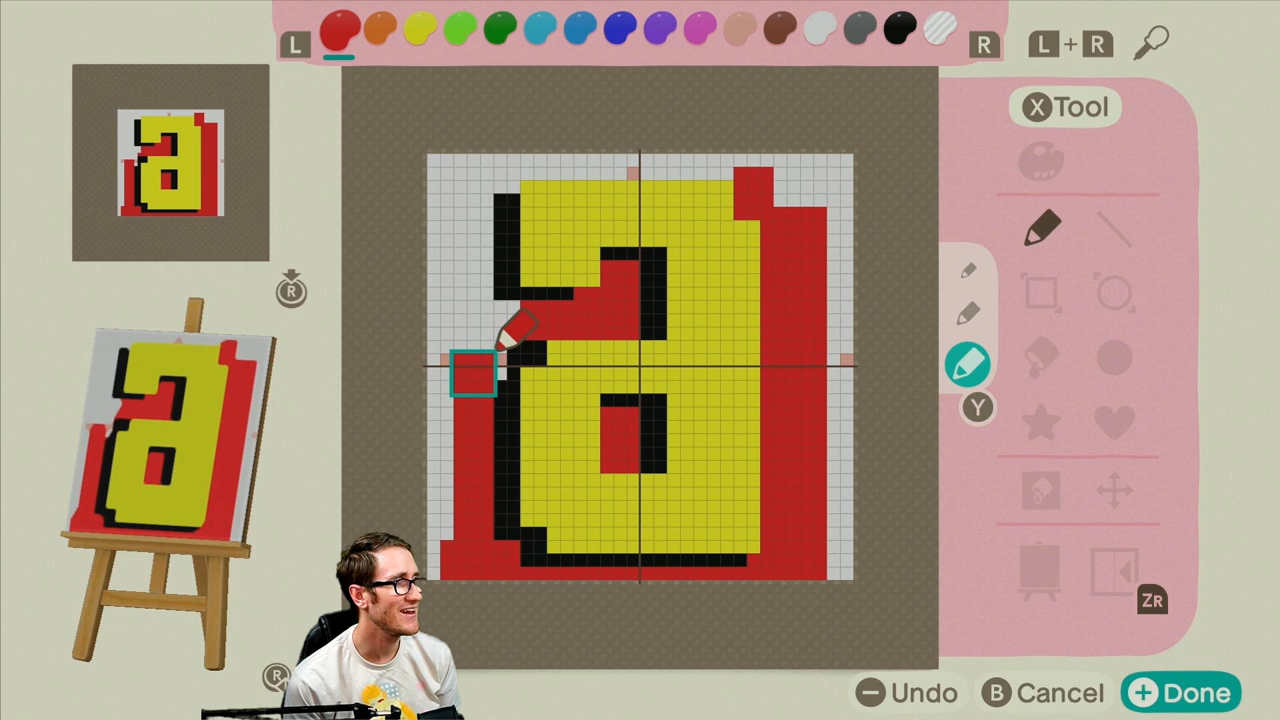 L R L + R
X Tool
a
R
Y
ZR
R
− Undo B Cancel + Done